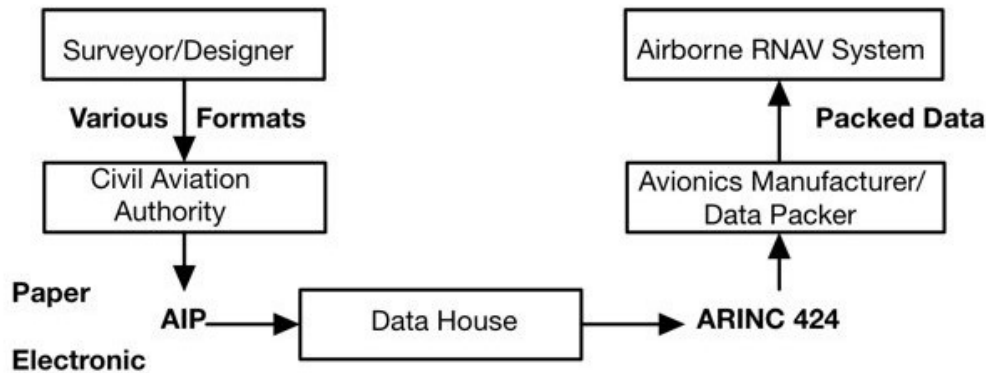 Surveyor/Designer
Airborne RNAV System
Various Formats
Packed Data
Civil Aviation
Authority
Avionics Manufacturer/
Data Packer
Paper
AIP
Data House
ARINC 424
Electronic